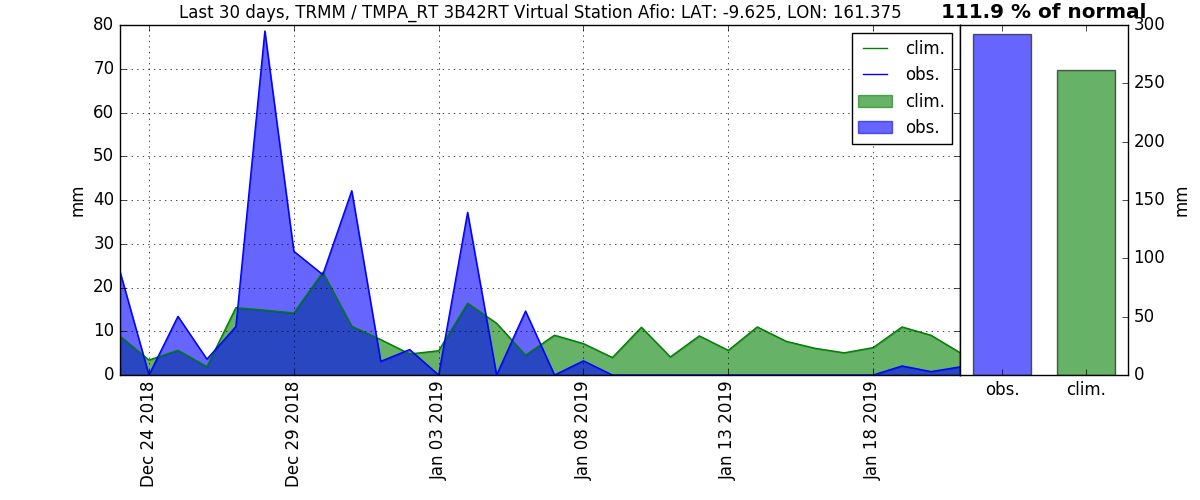 Last 30 days, TRMM / TMPA_RT 3B42RT Virtual Station Afio: LAT: -9.625, LON: 161.375
111.9 % of normal
80
70
60
50
40
30
20
10
0
mm
clim.
obs.
clim.
obs.
300
250
200
150
100
50
0
mm
Dec 24 2018
Dec 29 2018
Jan 03 2019
Jan 08 2019
Jan 13 2019
Jan 18 2019
obs.
clim.